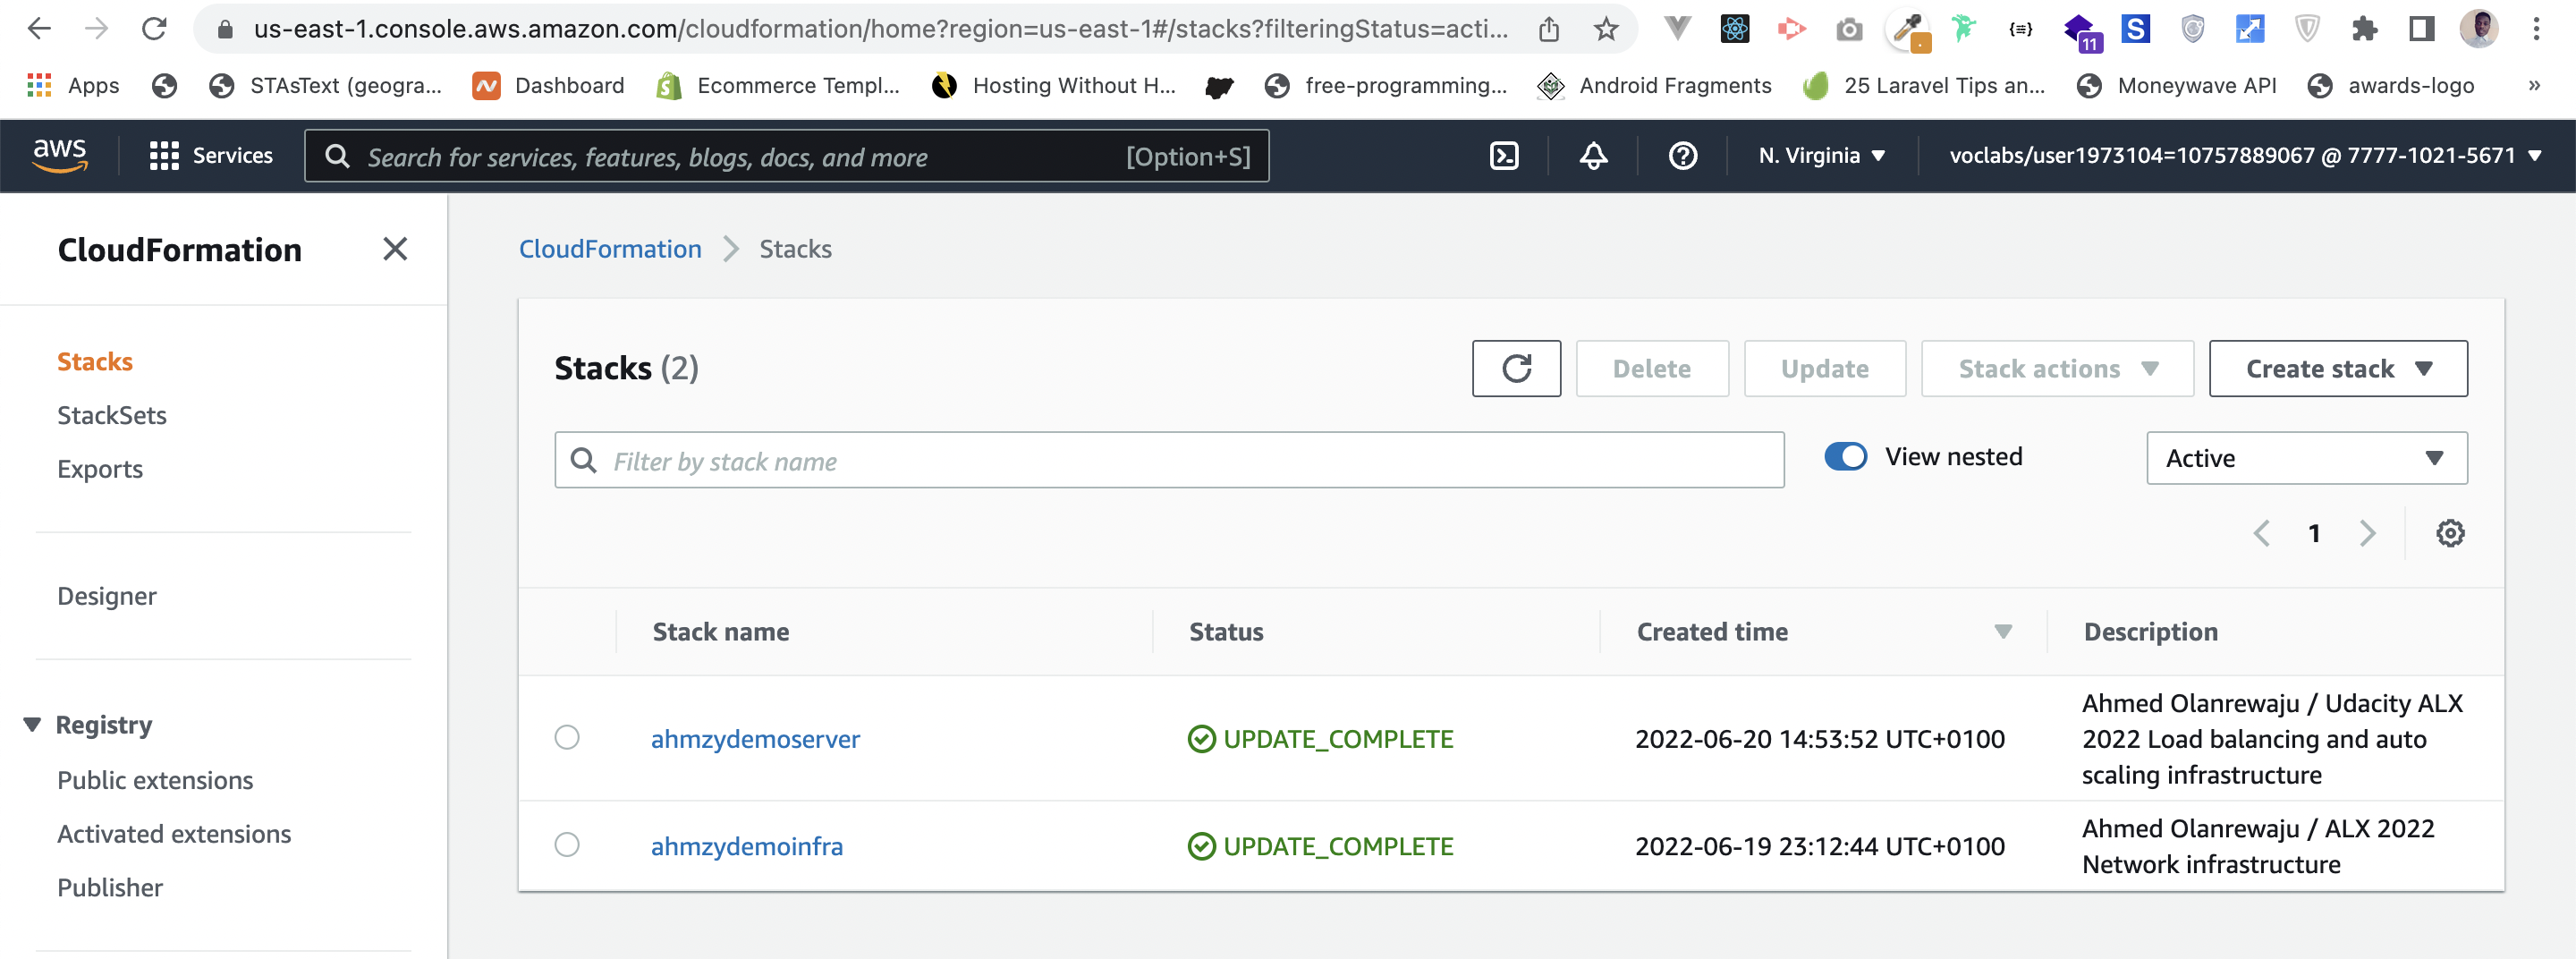 us-east-1.console.aws.amazon.com/cloudformation/home?region=us-east-1#/stacks?filteringStatus=acti...
11
S
Apps
STAsText (geogra...
Dashboard
Ecommerce Templ...
Hosting Without H...
free-programming...
Android Fragments
25 Laravel Tips an...
Moneywave API
awards-logo
»
aws
Services
Search for services, features, blogs, docs, and more
[Option+S]
N. Virginia
voclabs/user1973104=10757889067 @ 7777-1021-5671
CloudFormation
Stacks
StackSets
Exports
Designer
Registry
Public extensions
Activated extensions
Publisher
CloudFormation > Stacks
Stacks (2)
Delete
Update
Stack actions
Create stack
Filter by stack name
View nested
Active
1
Stack name
Status
Created time
Description
ahmzydemoserver
UPDATE_COMPLETE
2022-06-20 14:53:52 UTC+0100
Ahmed Olanrewaju / Udacity ALX
2022 Load balancing and auto
scaling infrastructure
ahmzydemoinfra
UPDATE_COMPLETE
2022-06-19 23:12:44 UTC+0100
Ahmed Olanrewaju / ALX 2022
Network infrastructure